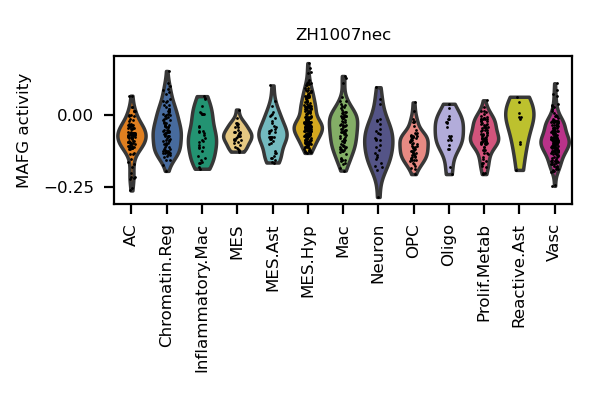 ZH1007nec
MAFG activity
0.00
−0.25
AC
Chromatin.Reg
Inflammatory.Mac
MES
MES.Ast
MES.Hyp
Mac
Neuron
OPC
Oligo
Prolif.Metab
Reactive.Ast
Vasc